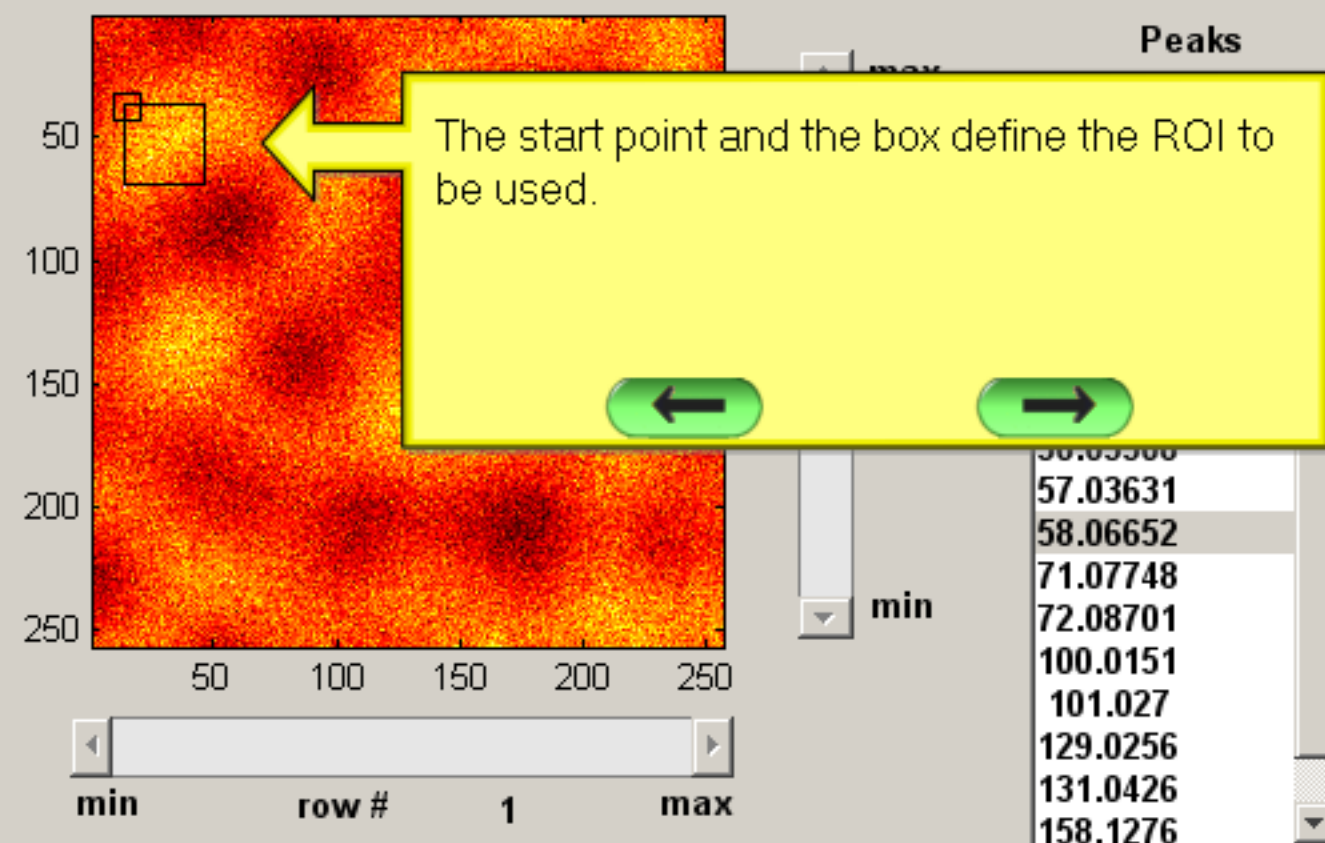 Peaks
max
The start point and the box define the ROI to
be used.
50
100
150
200
250
50 100 150 200 250
min row # 1 max
min
57.03631
58.06652
71.07748
72.08701
100.0151
101.027
129.0256
131.0426
158.1276